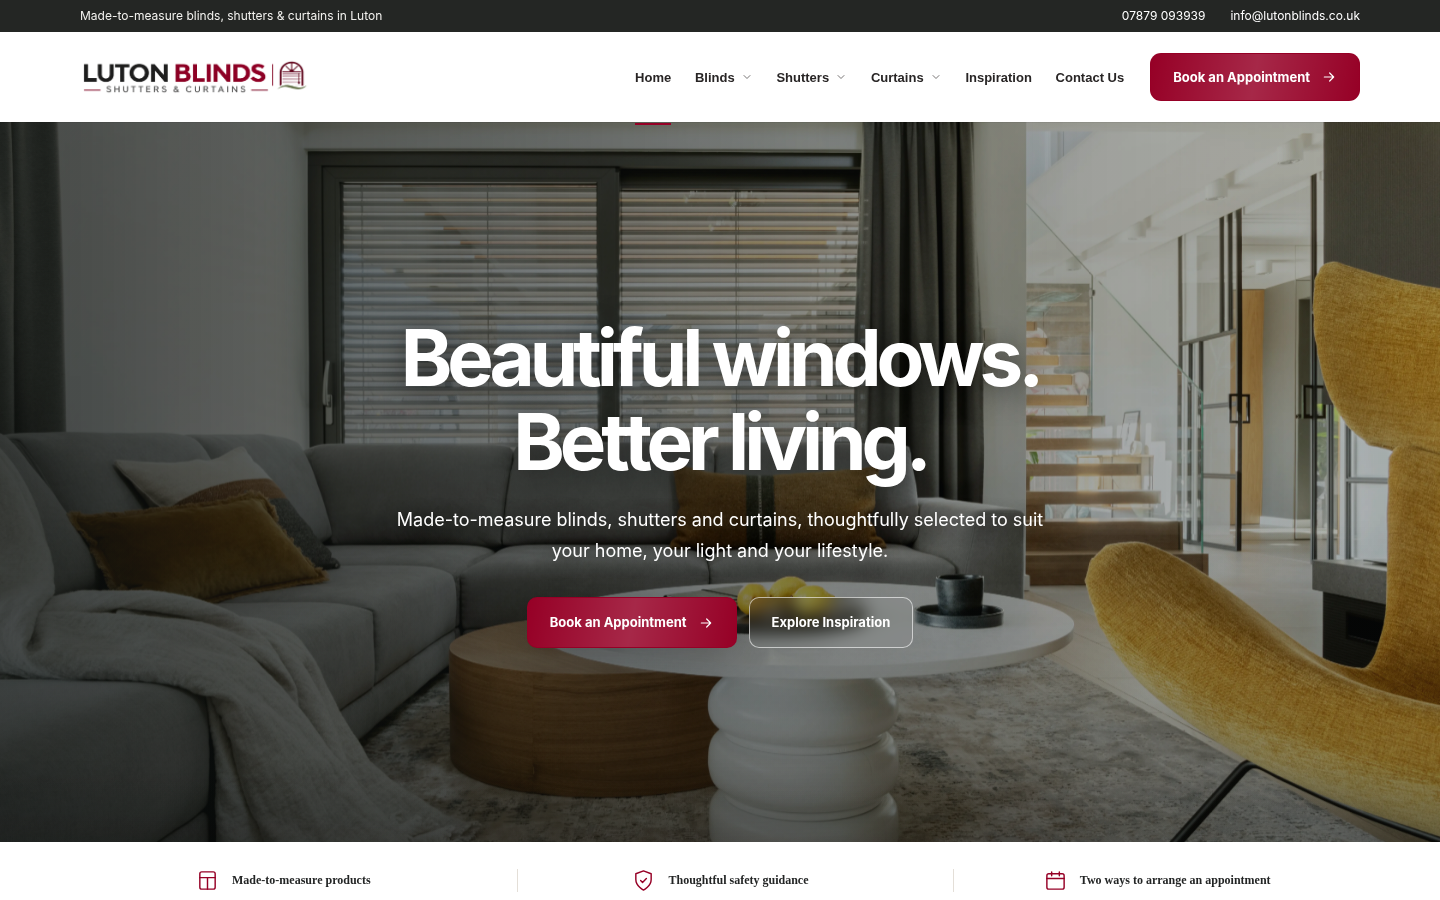 Made-to-measure blinds, shutters & curtains in Luton
07879 093939
info@lutonblinds.co.uk
LUTON BLINDS
SHUTTERS & CURTAINS
Home
Blinds
Shutters
Curtains
Inspiration
Contact Us
Book an Appointment
Beautiful windows.
Better living.
Made-to-measure blinds, shutters and curtains, thoughtfully selected to suit
your home, your light and your lifestyle.
Book an Appointment
Explore Inspiration
Made-to-measure products
Thoughtful safety guidance
Two ways to arrange an appointment